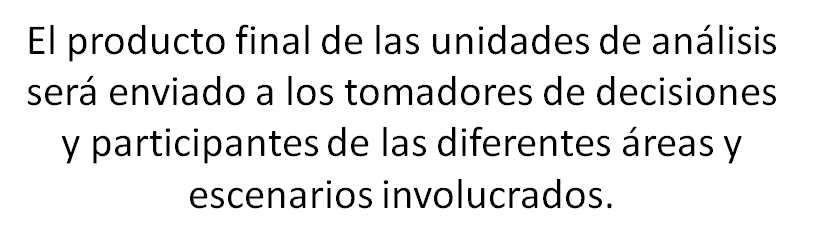 El producto final de las unidades de análisis
será enviado a los tomadores de decisiones
y participantes de las diferentes áreas y
escenarios involucrados.